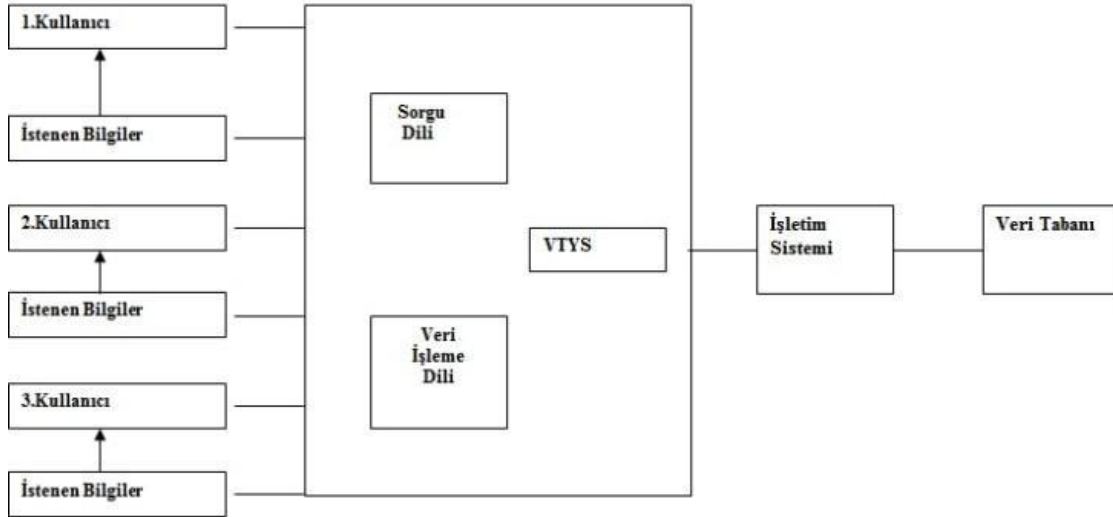 1.Kullanıcı
İstenen Bilgiler
2.Kullanıcı
İstenen Bilgiler
3.Kullanıcı
İstenen Bilgiler
Sorgu
Dili
VTYS
Veri
İşleme
Dili
İşletim
Sistemi
Veri Tabanı